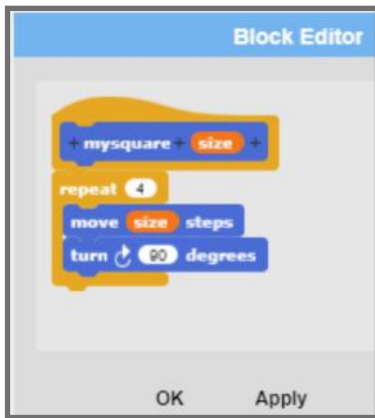 Block Editor
+ mysquare + size +
repeat 4
move size steps
turn ↻ 90 degrees
OK Apply